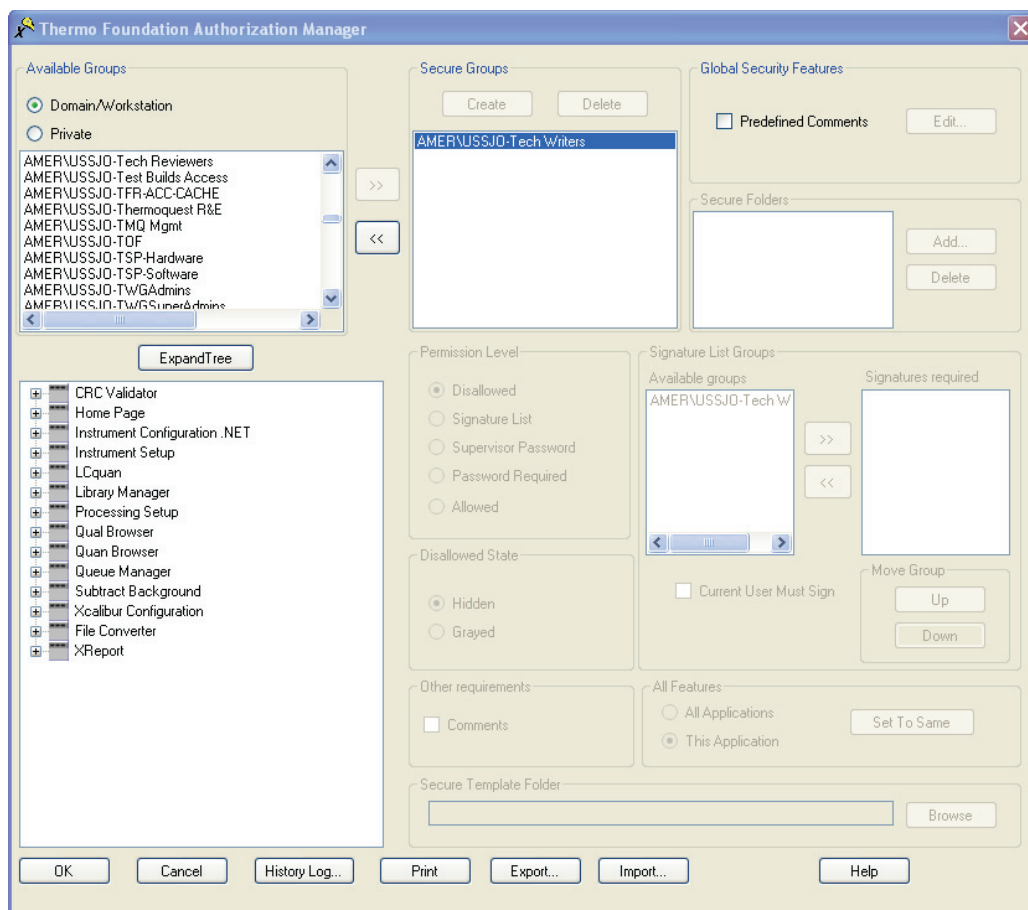 Thermo Foundation Authorization Manager
Available Groups
Domain/Workstation
Private
AMER\USSJO-Tech Reviewers
AMER\USSJO-Test Builds Access
AMER\USSJO-TFR-ACC-CACHE
AMER\USSJO-Thermoquest R&E
AMER\USSJO-TMQ Mgmt
AMER\USSJO-TOF
AMER\USSJO-TSP-Hardware
AMER\USSJO-TSP-Software
AMER\USSJO-TWGAdmins
AMER\USSJO-TWGSuperAdmins
>>
<<
Secure Groups
Create
Delete
AMER\USSJO-Tech Writers
Global Security Features
Predefined Comments
Edit...
Secure Folders
Add...
Delete
ExpandTree
CRC Validator
Home Page
Instrument Configuration .NET
Instrument Setup
LCquan
Library Manager
Processing Setup
Qual Browser
Quan Browser
Queue Manager
Subtract Background
Xcalibur Configuration
File Converter
XReport
Permission Level
Disallowed
Signature List
Supervisor Password
Password Required
Allowed
Disallowed State
Hidden
Grayed
Signature List Groups
Available groups
AMER\USSJO-Tech W
>>
<<
Signatures required
Current User Must Sign
Move Group
Up
Down
Other requirements
Comments
All Features
All Applications
This Application
Set To Same
Secure Template Folder
Browse
OK
Cancel
History Log...
Print
Export...
Import...
Help